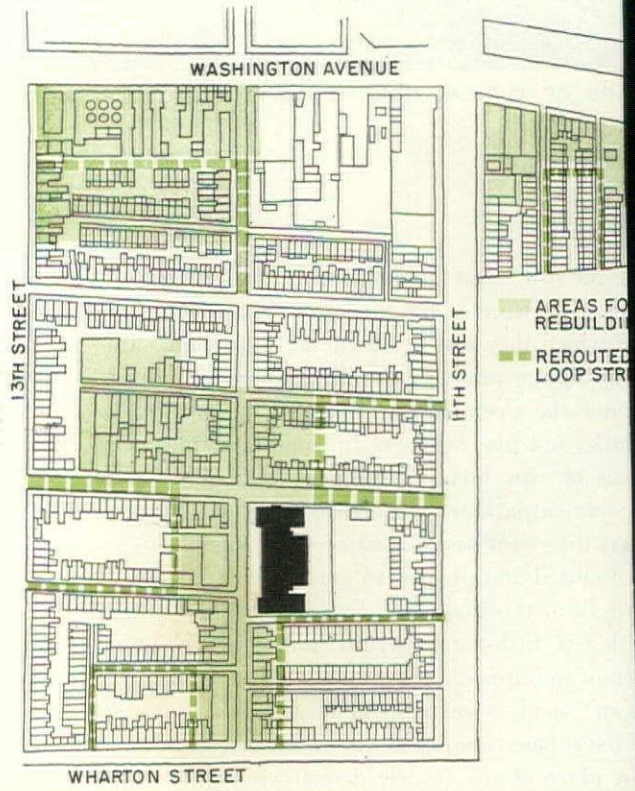 WASHINGTON AVENUE
13TH STREET
11TH STREET
AREAS FO
REBUILDI
REROUTED
LOOP STR
WHARTON STREET